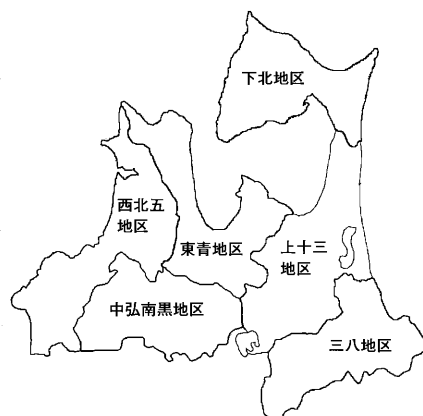 下北地区
西北五
地区
東青地区
上十三
地区
中弘南黒地区
三八地区